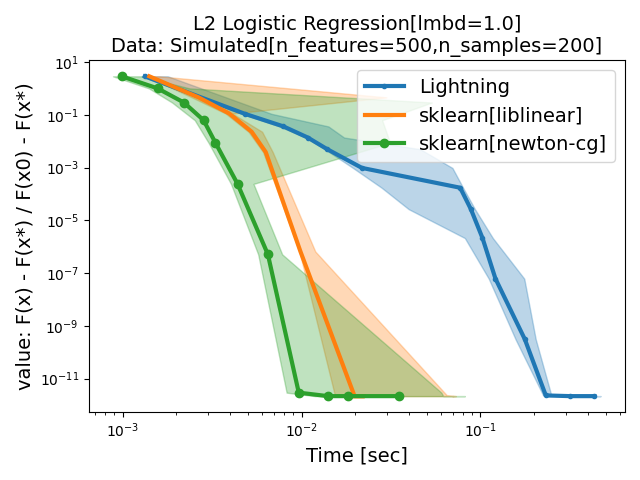 L2 Logistic Regression[lmbd=1.0]
Data: Simulated[n_features=500,n_samples=200]
value: F(x) - F(x*) / F(x0) - F(x*)
10¹
10⁻¹
10⁻³
10⁻⁵
10⁻⁷
10⁻⁹
10⁻¹¹
Lightning
sklearn[liblinear]
sklearn[newton-cg]
10⁻³
10⁻²
10⁻¹
Time [sec]